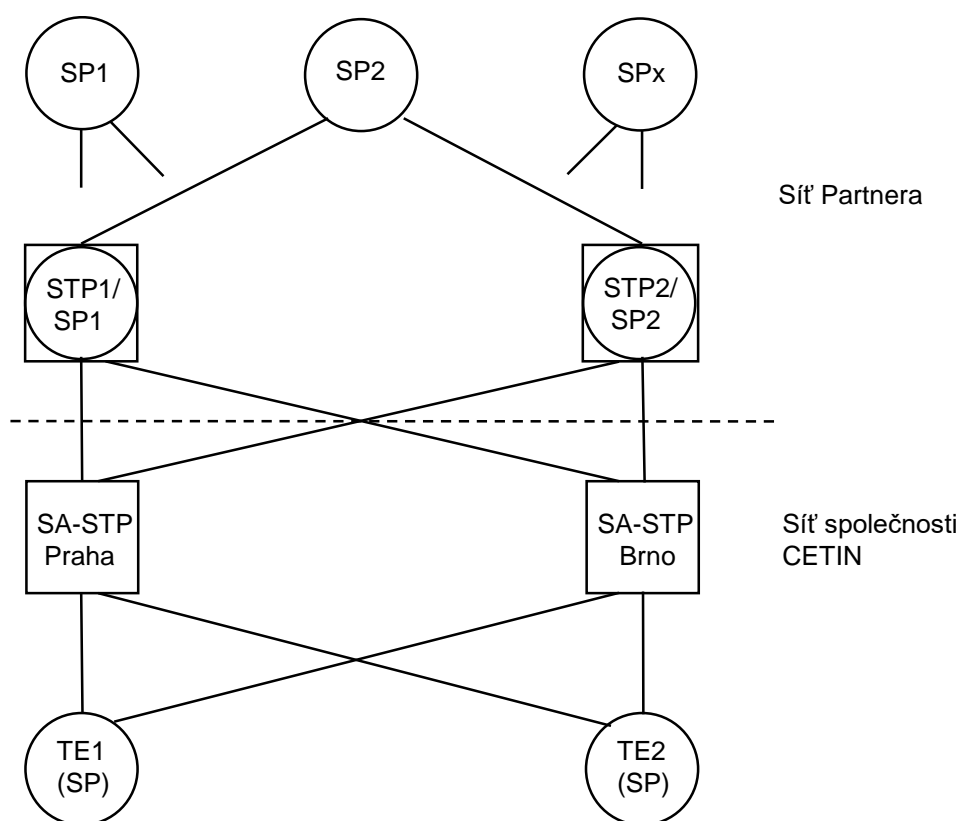 SP1
SP2
SPx
Síť Partnera
STP1/
SP1
STP2/
SP2
SA-STP
Praha
SA-STP
Brno
Síť společnosti
CETIN
TE1
(SP)
TE2
(SP)